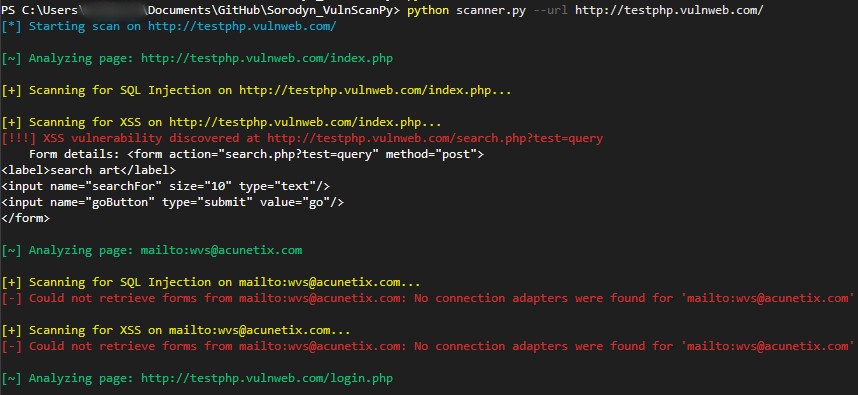 PS C:\Users\ \Documents\GitHub\Sorodyn_VulnScanPy> python scanner.py --url http://testphp.vulnweb.com/
[*] Starting scan on http://testphp.vulnweb.com/
[~] Analyzing page: http://testphp.vulnweb.com/index.php
[+] Scanning for SQL Injection on http://testphp.vulnweb.com/index.php...
[+] Scanning for XSS on http://testphp.vulnweb.com/index.php...
[!!!] XSS vulnerability discovered at http://testphp.vulnweb.com/search.php?test=query
Form details: <form action="search.php?test=query" method="post">
<label>search art</label>
<input name="searchFor" size="10" type="text"/>
<input name="goButton" type="submit" value="go"/>
</form>
[~] Analyzing page: mailto:wvs@acunetix.com
[+] Scanning for SQL Injection on mailto:wvs@acunetix.com...
[-] Could not retrieve forms from mailto:wvs@acunetix.com: No connection adapters were found for 'mailto:wvs@acunetix.com'
[+] Scanning for XSS on mailto:wvs@acunetix.com...
[-] Could not retrieve forms from mailto:wvs@acunetix.com: No connection adapters were found for 'mailto:wvs@acunetix.com'
[~] Analyzing page: http://testphp.vulnweb.com/login.php